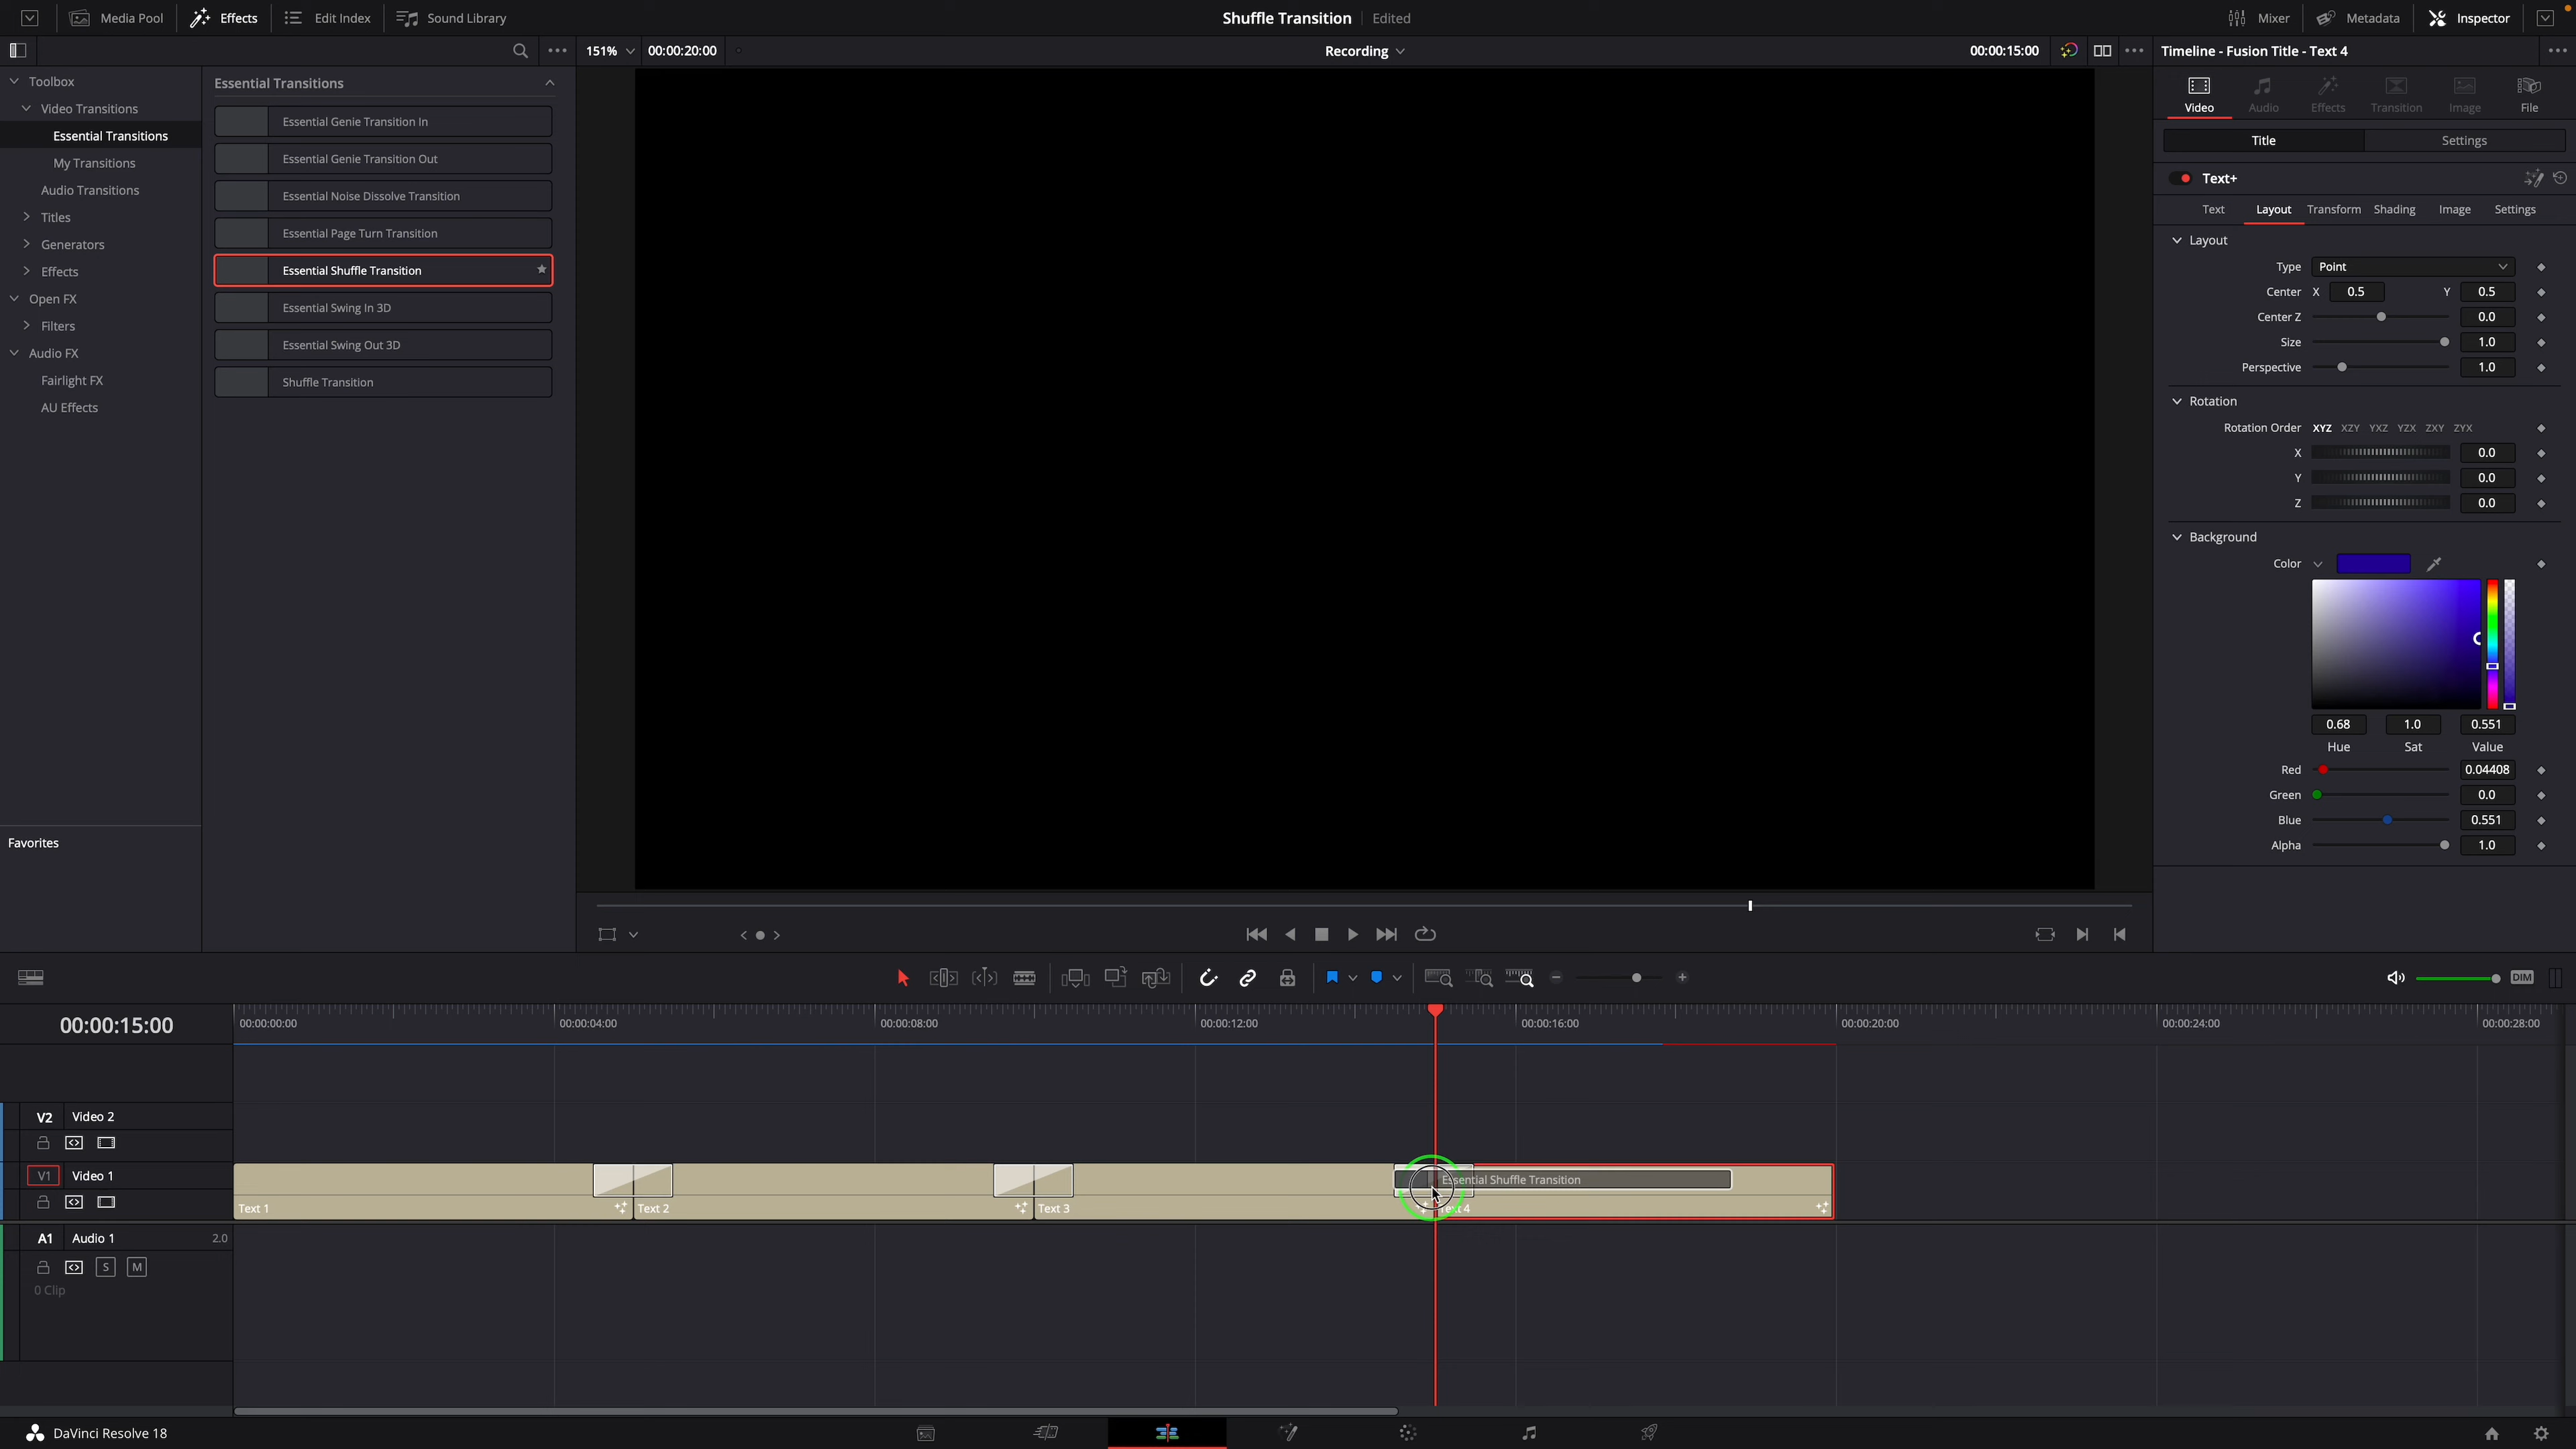 Media Pool
Effects
Edit Index
Sound Library
Shuffle Transition
Edited
Mixer
Metadata
Inspector
151%
00:00:20:00
Recording
00:00:15:00
Timeline - Fusion Title - Text 4
Toolbox
Video Transitions
Essential Transitions
My Transitions
Audio Transitions
Titles
Generators
Effects
Open FX
Filters
Audio FX
Fairlight FX
AU Effects
Favorites
Essential Transitions
Essential Genie Transition In
Essential Genie Transition Out
Essential Noise Dissolve Transition
Essential Page Turn Transition
Essential Shuffle Transition
Essential Swing In 3D
Essential Swing Out 3D
Shuffle Transition
Video
Audio
Effects
Transition
Image
File
Title
Settings
Text+
Text
Layout
Transform
Shading
Image
Settings
Layout
Type Point
Center X 0.5 Y 0.5
Center Z 0.0
Size 1.0
Perspective 1.0
Rotation
Rotation Order XYZ XZY YXZ YZX ZXY ZYX
X 0.0
Y 0.0
Z 0.0
Background
Color
0.68 1.0 0.551
Hue Sat Value
Red 0.04408
Green 0.0
Blue 0.551
Alpha 1.0
DIM
00:00:15:00
00:00:00:00
00:00:04:00
00:00:08:00
00:00:12:00
00:00:16:00
00:00:20:00
00:00:24:00
00:00:28:00
V2 Video 2
V1 Video 1
Essential Shuffle Transition
Text 1
Text 2
Text 3
Text 4
A1 Audio 1 2.0
S M
0 Clip
DaVinci Resolve 18